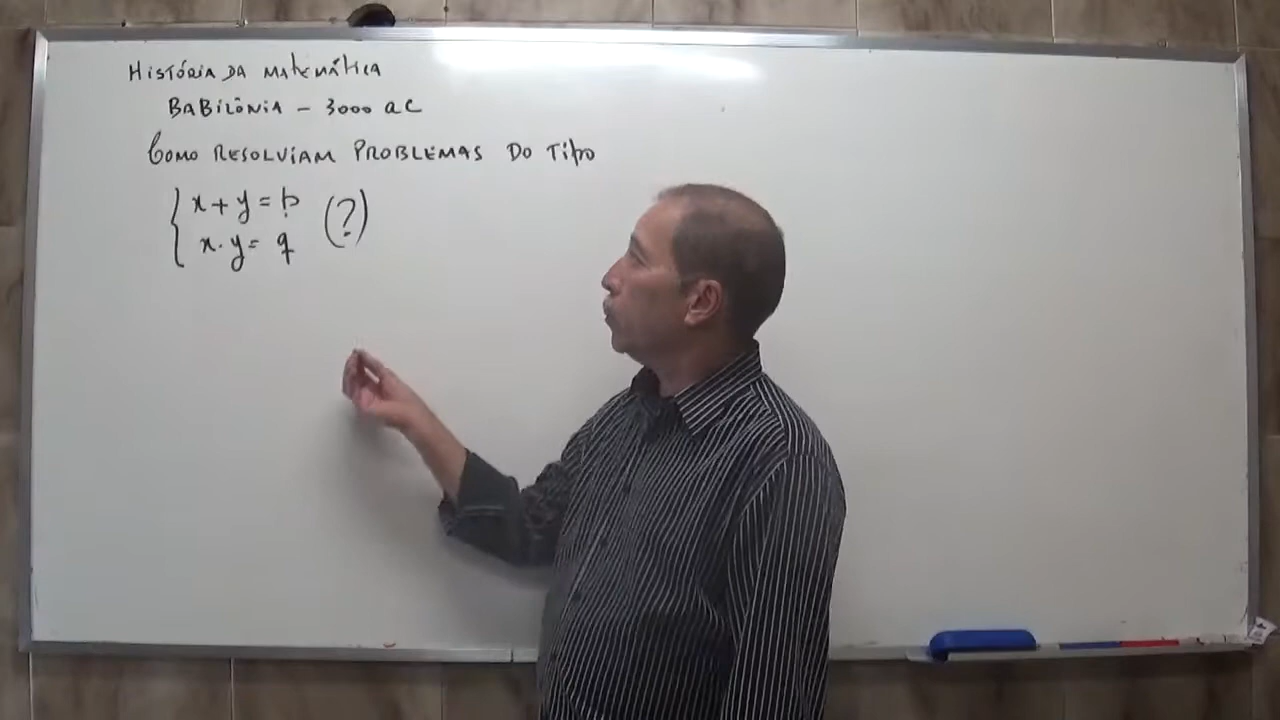 HISTÓRIA DA MATEMÁTICA
BABILÔNIA - 3000 aC
COMO RESOLVIAM PROBLEMAS DO TIPO
x + y = p
x . y = q (?)